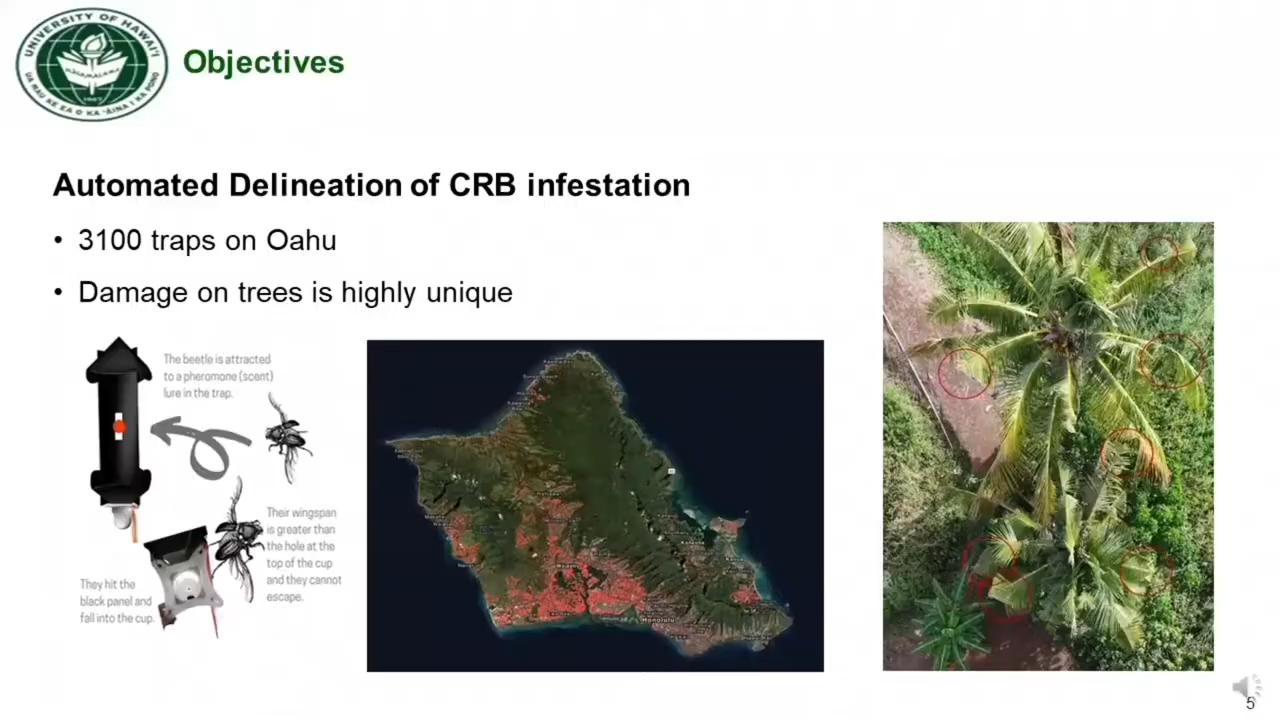 UNIVERSITY OF HAWAI'I
Objectives
Automated Delineation of CRB infestation
• 3100 traps on Oahu
• Damage on trees is highly unique
The beetle is attracted
to a pheromone (scent)
lure in the trap.
Their wingspan
is greater than
the hole at the
top of the cup
and they cannot
escape.
They hit the
black panel and
fall into the cup.
Honolulu
5